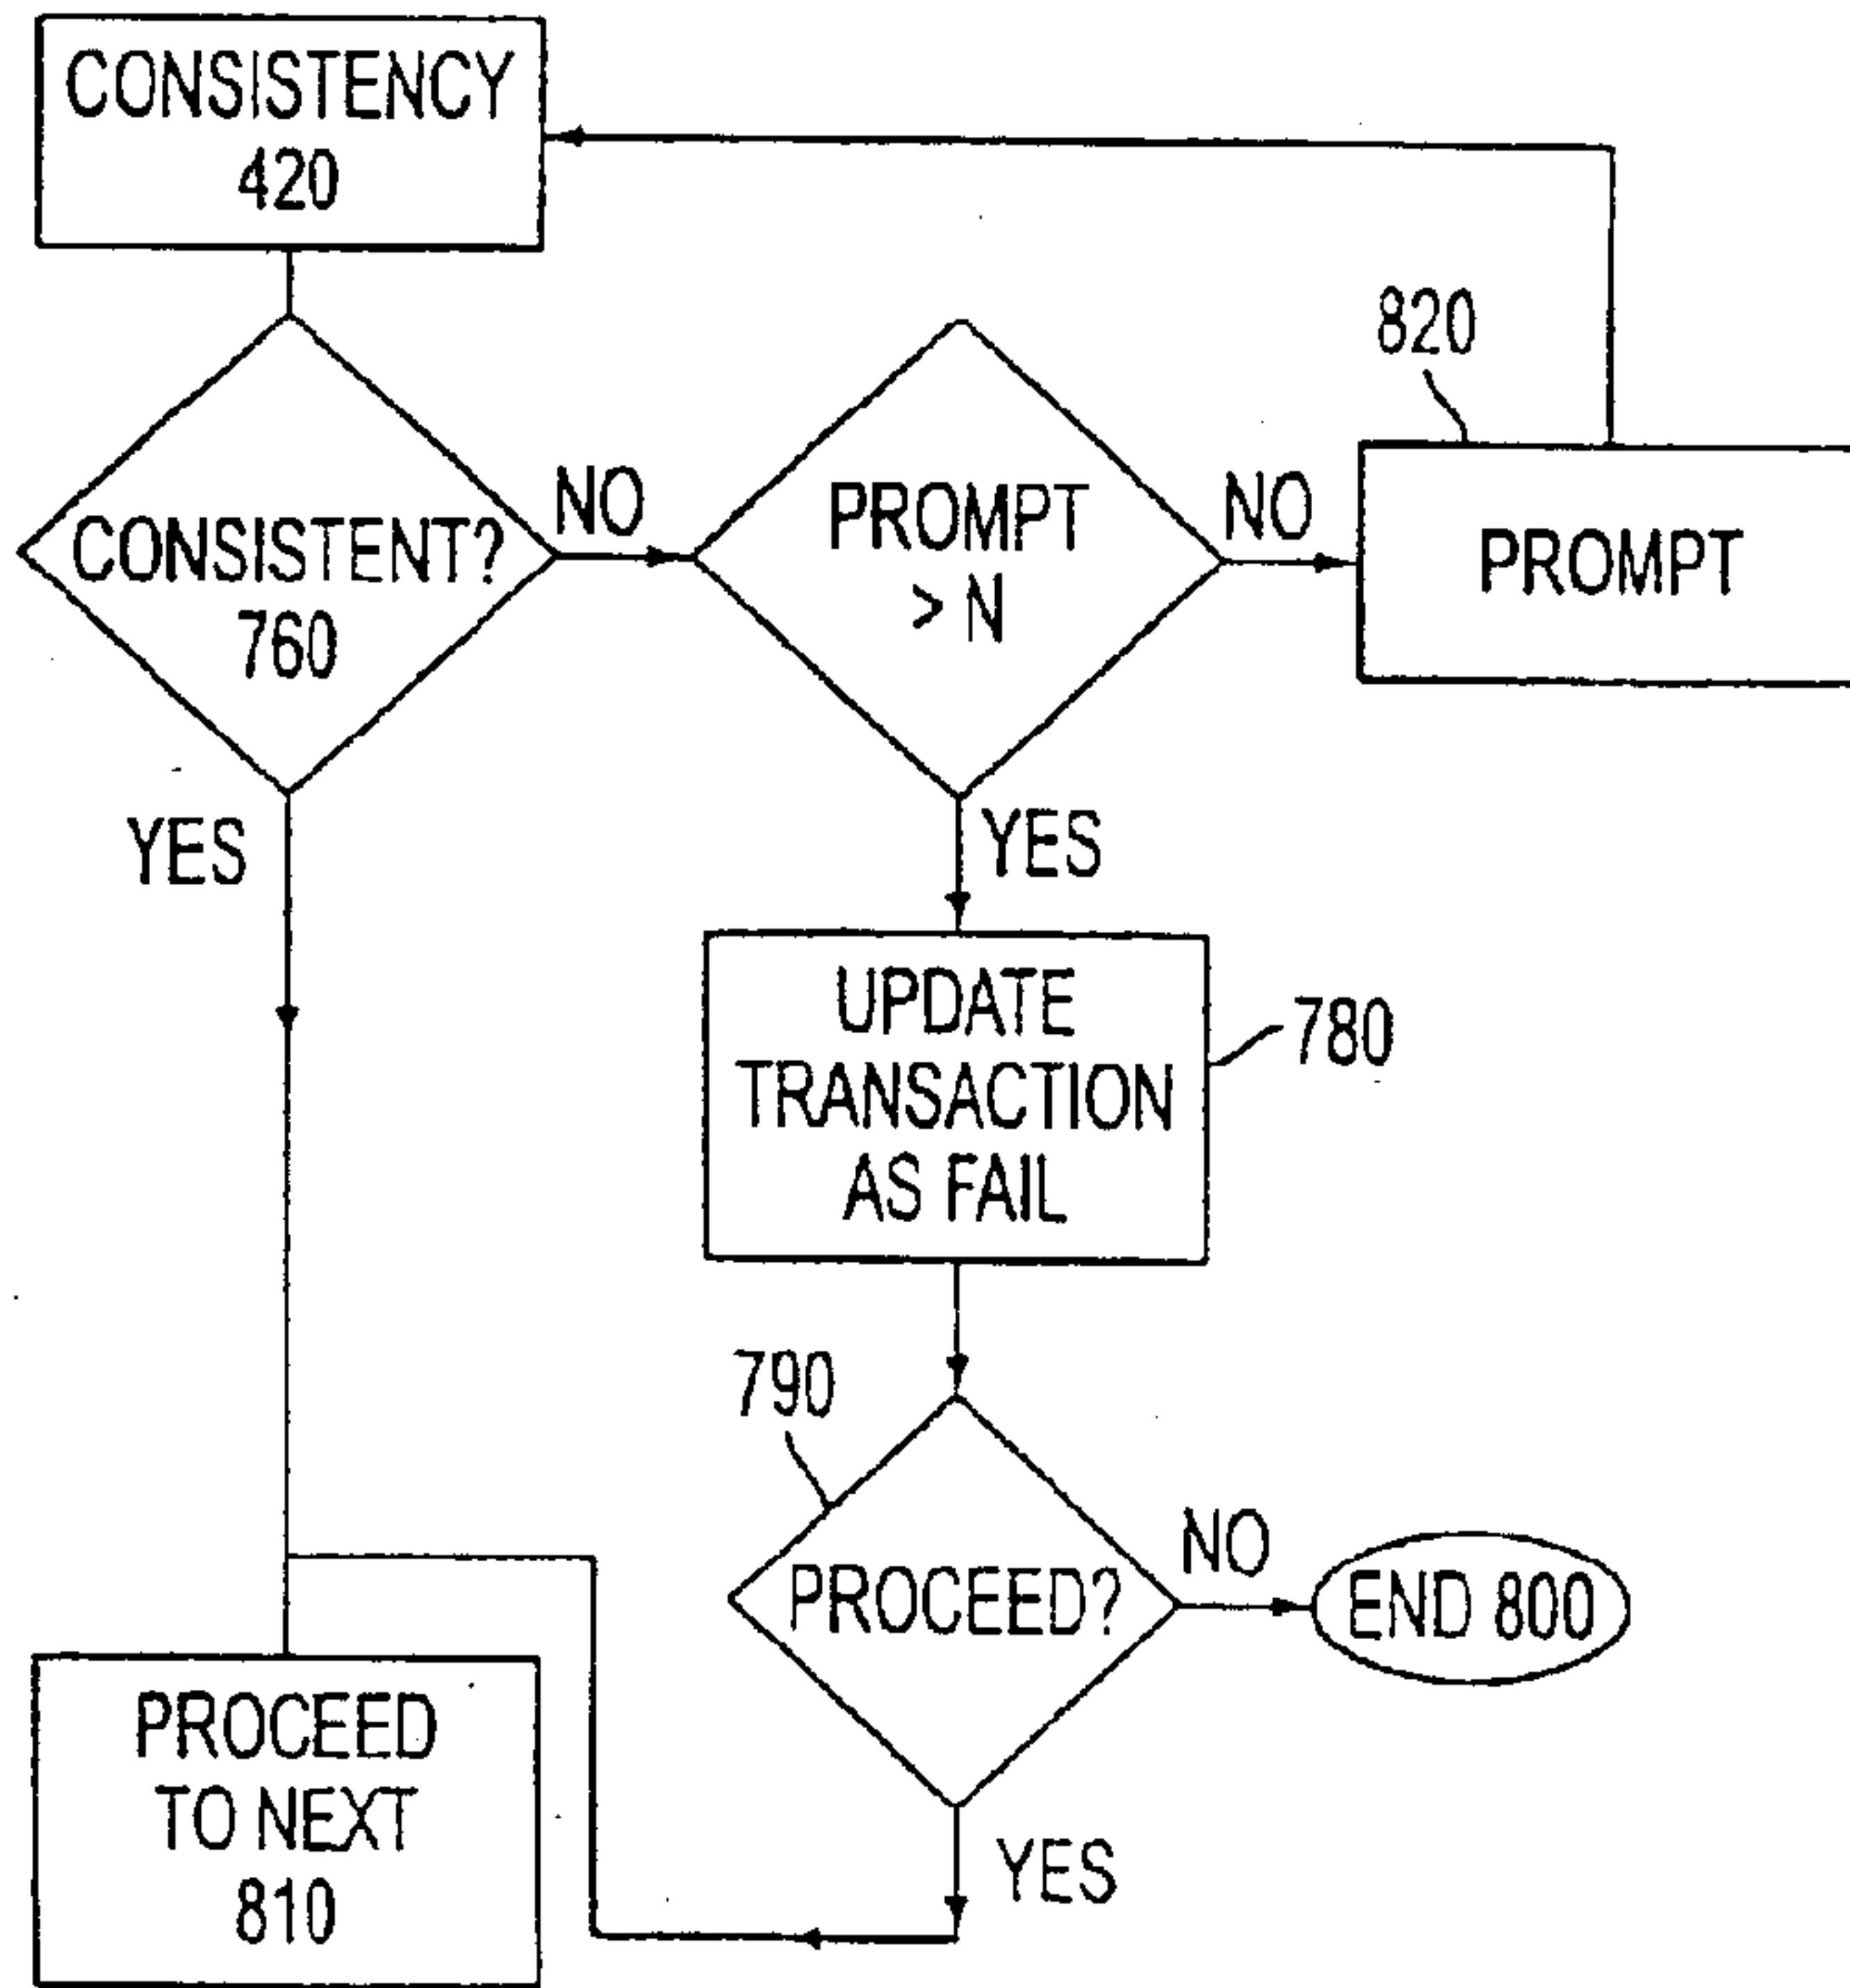 CONSISTENCY
420
820
CONSISTENT?
760
NO
PROMPT
> N
NO
PROMPT
YES
YES
UPDATE
TRANSACTION
AS FAIL
780
790
PROCEED?
NO
END 800
PROCEED
TO NEXT
810
YES